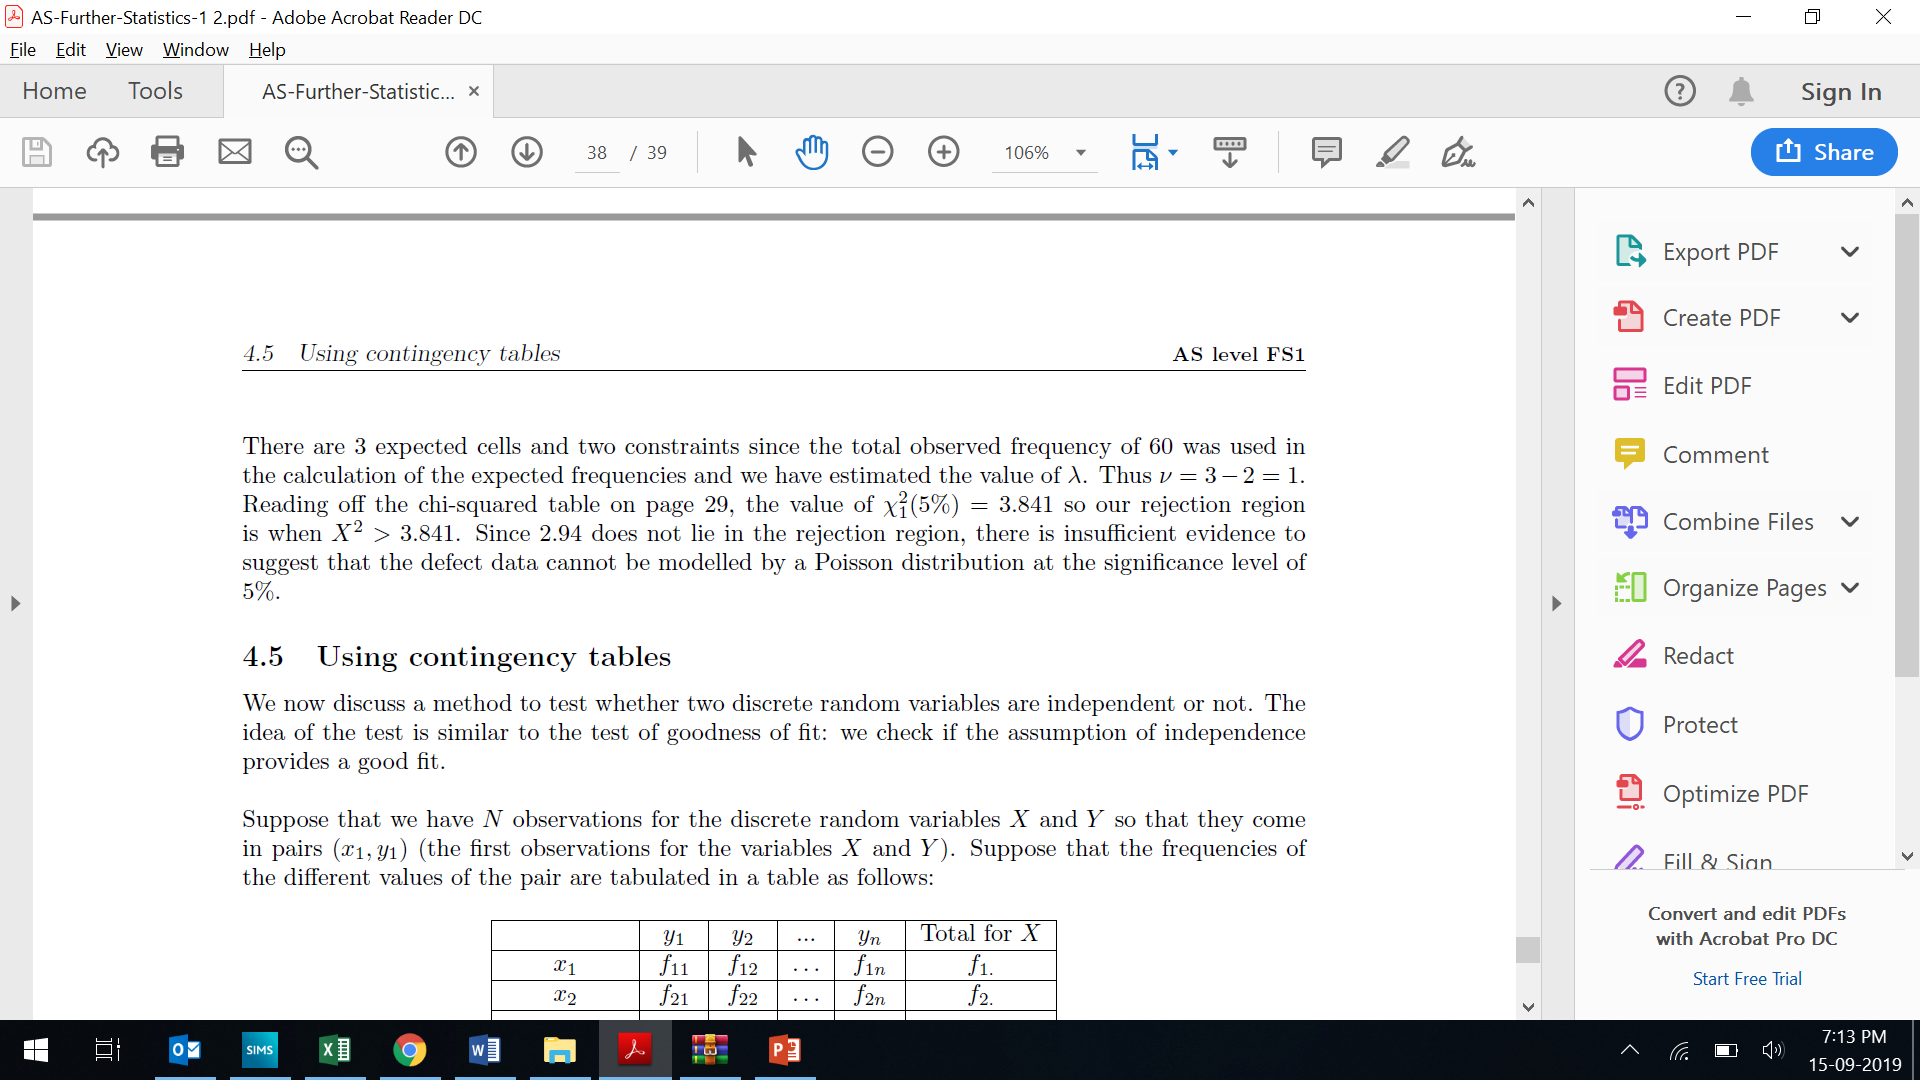 AS-Further-Statistics-1 2.pdf - Adobe Acrobat Reader DC
File Edit View Window Help
Home Tools AS-Further-Statistic... × Sign In
38 / 39 106% Share
4.5 Using contingency tables AS level FS1
There are 3 expected cells and two constraints since the total observed frequency of 60 was used in
the calculation of the expected frequencies and we have estimated the value of λ. Thus ν = 3 − 2 = 1.
Reading off the chi-squared table on page 29, the value of χ²₁(5%) = 3.841 so our rejection region
is when X² > 3.841. Since 2.94 does not lie in the rejection region, there is insufficient evidence to
suggest that the defect data cannot be modelled by a Poisson distribution at the significance level of
5%.
4.5 Using contingency tables
We now discuss a method to test whether two discrete random variables are independent or not. The
idea of the test is similar to the test of goodness of fit: we check if the assumption of independence
provides a good fit.
Suppose that we have N observations for the discrete random variables X and Y so that they come
in pairs (x₁, y₁) (the first observations for the variables X and Y). Suppose that the frequencies of
the different values of the pair are tabulated in a table as follows:
y₁ y₂ ... yₙ Total for X
x₁ f₁₁ f₁₂ ... f₁ₙ f₁.
x₂ f₂₁ f₂₂ ... f₂ₙ f₂.
Export PDF
Create PDF
Edit PDF
Comment
Combine Files
Organize Pages
Redact
Protect
Optimize PDF
Fill & Sign
Convert and edit PDFs
with Acrobat Pro DC
Start Free Trial
SIMS
7:13 PM
15-09-2019